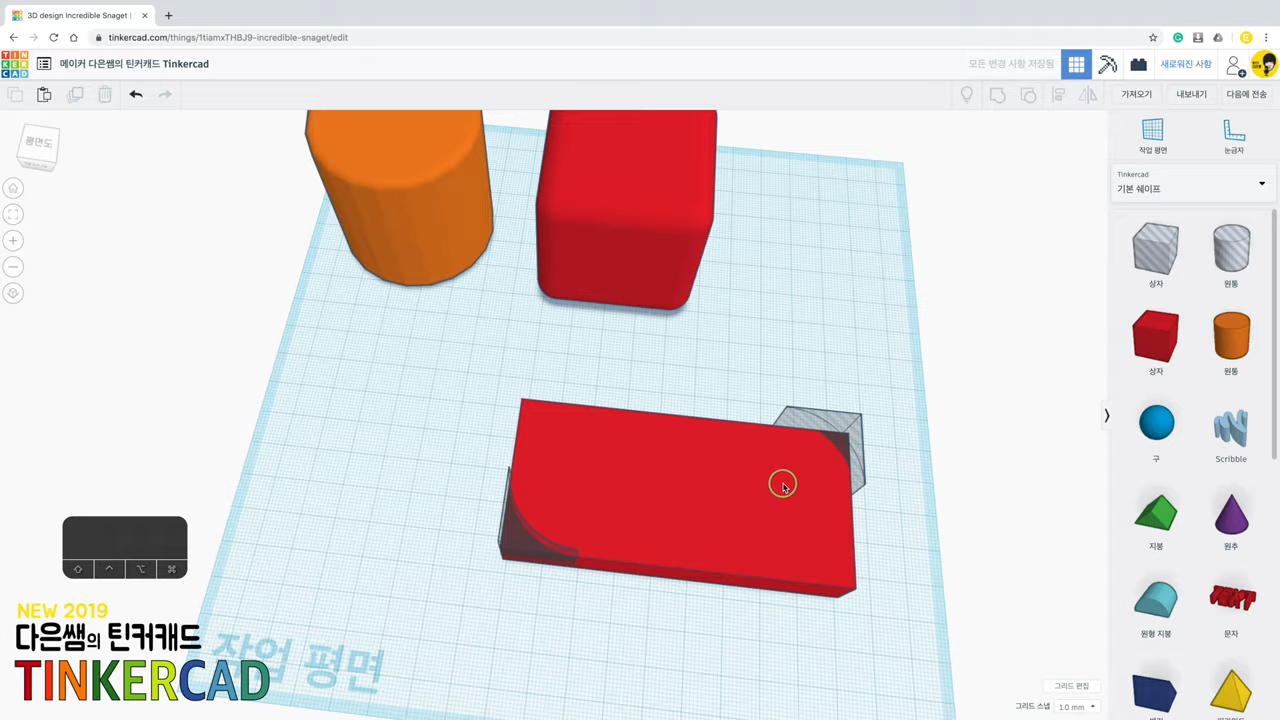 3D design Incredible Snaget |
tinkercad.com/things/1tiamxTHBJ9-incredible-snaget/edit
TIN
KER
CAD
메이커 다은쌤의 틴커캐드 Tinkercad
모든 변경 사항 저장됨
새로워진 사항
가져오기
내보내기
다음에 전송
평면도
작업 평면
눈금자
Tinkercad
기본 쉐이프
상자
원통
상자
원통
구
Scribble
지붕
원추
원형 지붕
문자
작업 평면
그리드 편집
그리드 스냅
1.0 mm
NEW 2019
다은쌤의 틴커캐드
TINKERCAD